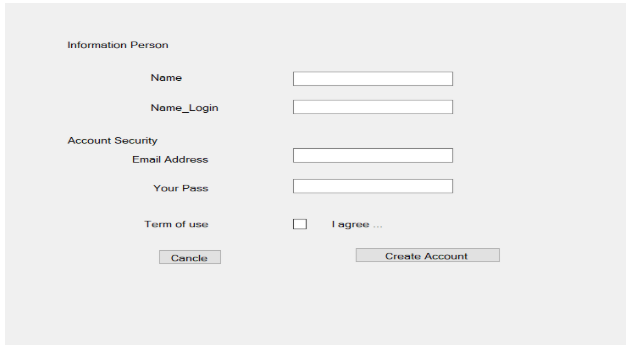 Information Person
Name
Name_Login
Account Security
Email Address
Your Pass
Term of use I agree ...
Cancle Create Account